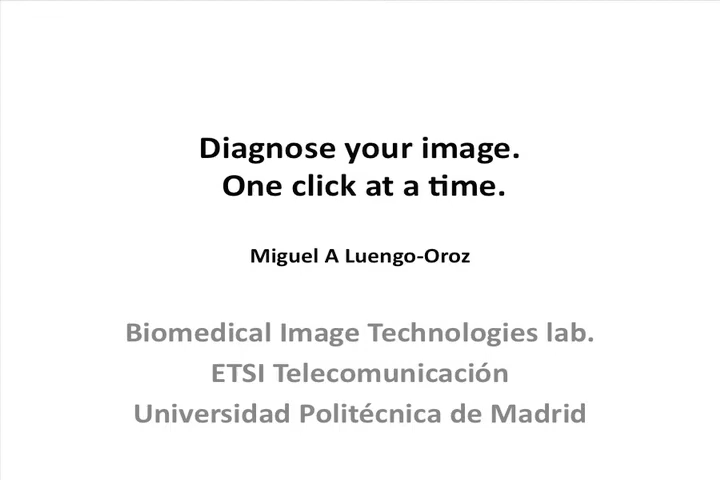 Diagnose your image.
One click at a time.
Miguel A Luengo-Oroz
Biomedical Image Technologies lab.
ETSI Telecomunicación
Universidad Politécnica de Madrid